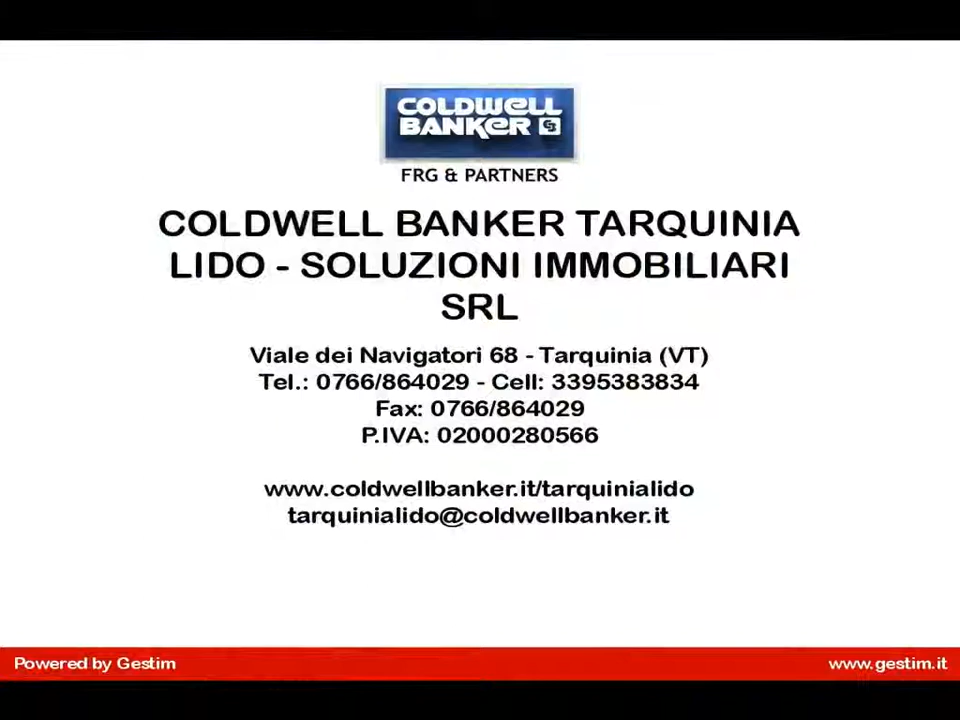 COLDWELL
BANKER CB
FRG & PARTNERS
COLDWELL BANKER TARQUINIA
LIDO - SOLUZIONI IMMOBILIARI
SRL
Viale dei Navigatori 68 - Tarquinia (VT)
Tel.: 0766/864029 - Cell: 3395383834
Fax: 0766/864029
P.IVA: 02000280566
www.coldwellbanker.it/tarquinialido
tarquinialido@coldwellbanker.it
Powered by Gestim
www.gestim.it